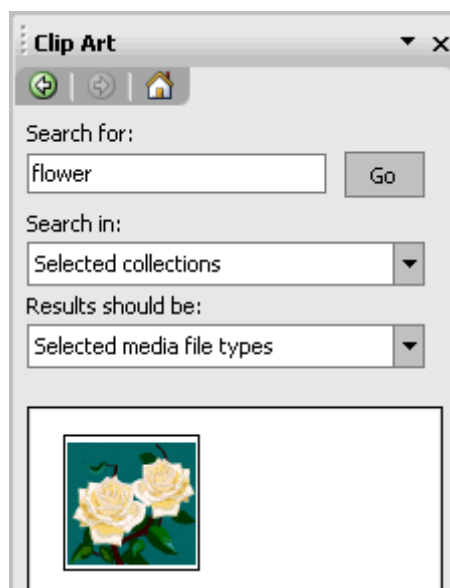 Clip Art
Search for:
flower
Go
Search in:
Selected collections
Results should be:
Selected media file types